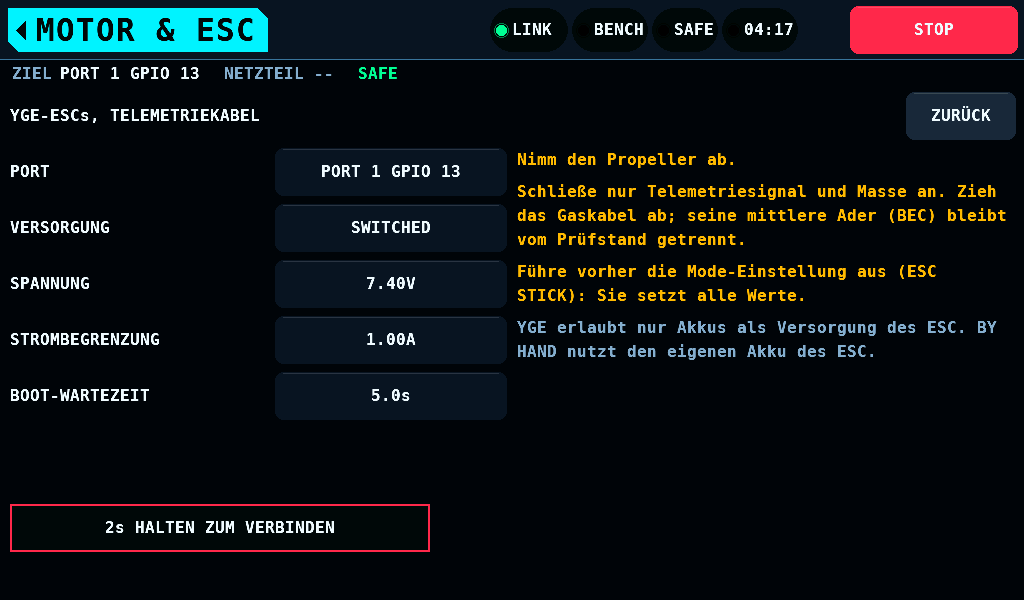 MOTOR & ESC
LINK
BENCH
SAFE
04:17
STOP
ZIEL PORT 1 GPIO 13 NETZTEIL -- SAFE
YGE-ESCs, TELEMETRIEKABEL
ZURÜCK
PORT
PORT 1 GPIO 13
VERSORGUNG
SWITCHED
SPANNUNG
7.40V
STROMBEGRENZUNG
1.00A
BOOT-WARTEZEIT
5.0s
Nimm den Propeller ab.
Schließe nur Telemetriesignal und Masse an. Zieh
das Gaskabel ab; seine mittlere Ader (BEC) bleibt
vom Prüfstand getrennt.
Führe vorher die Mode-Einstellung aus (ESC
STICK): Sie setzt alle Werte.
YGE erlaubt nur Akkus als Versorgung des ESC. BY
HAND nutzt den eigenen Akku des ESC.
2s HALTEN ZUM VERBINDEN